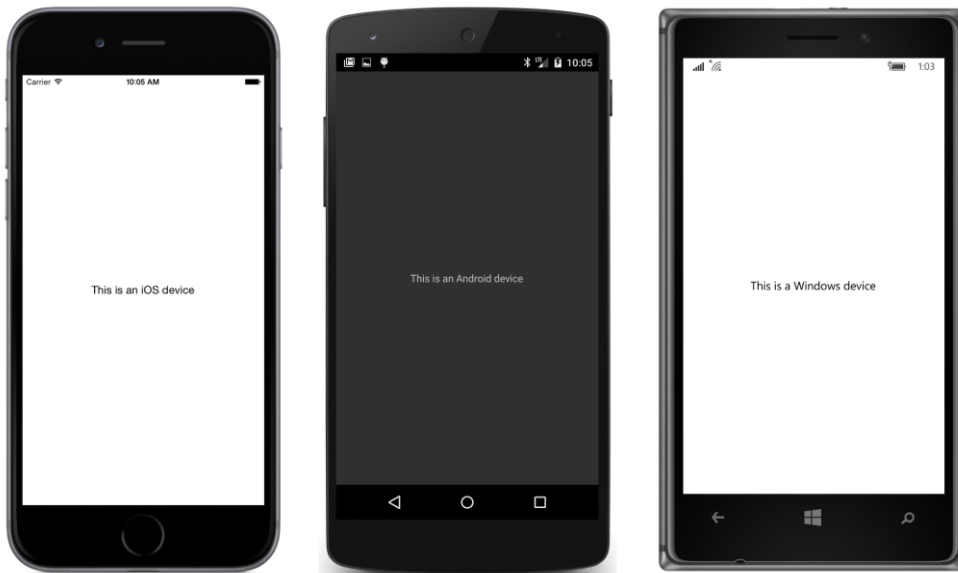 Carrier 10:05 AM
This is an iOS device
LTE 10:05
This is an Android device
1:03
This is a Windows device